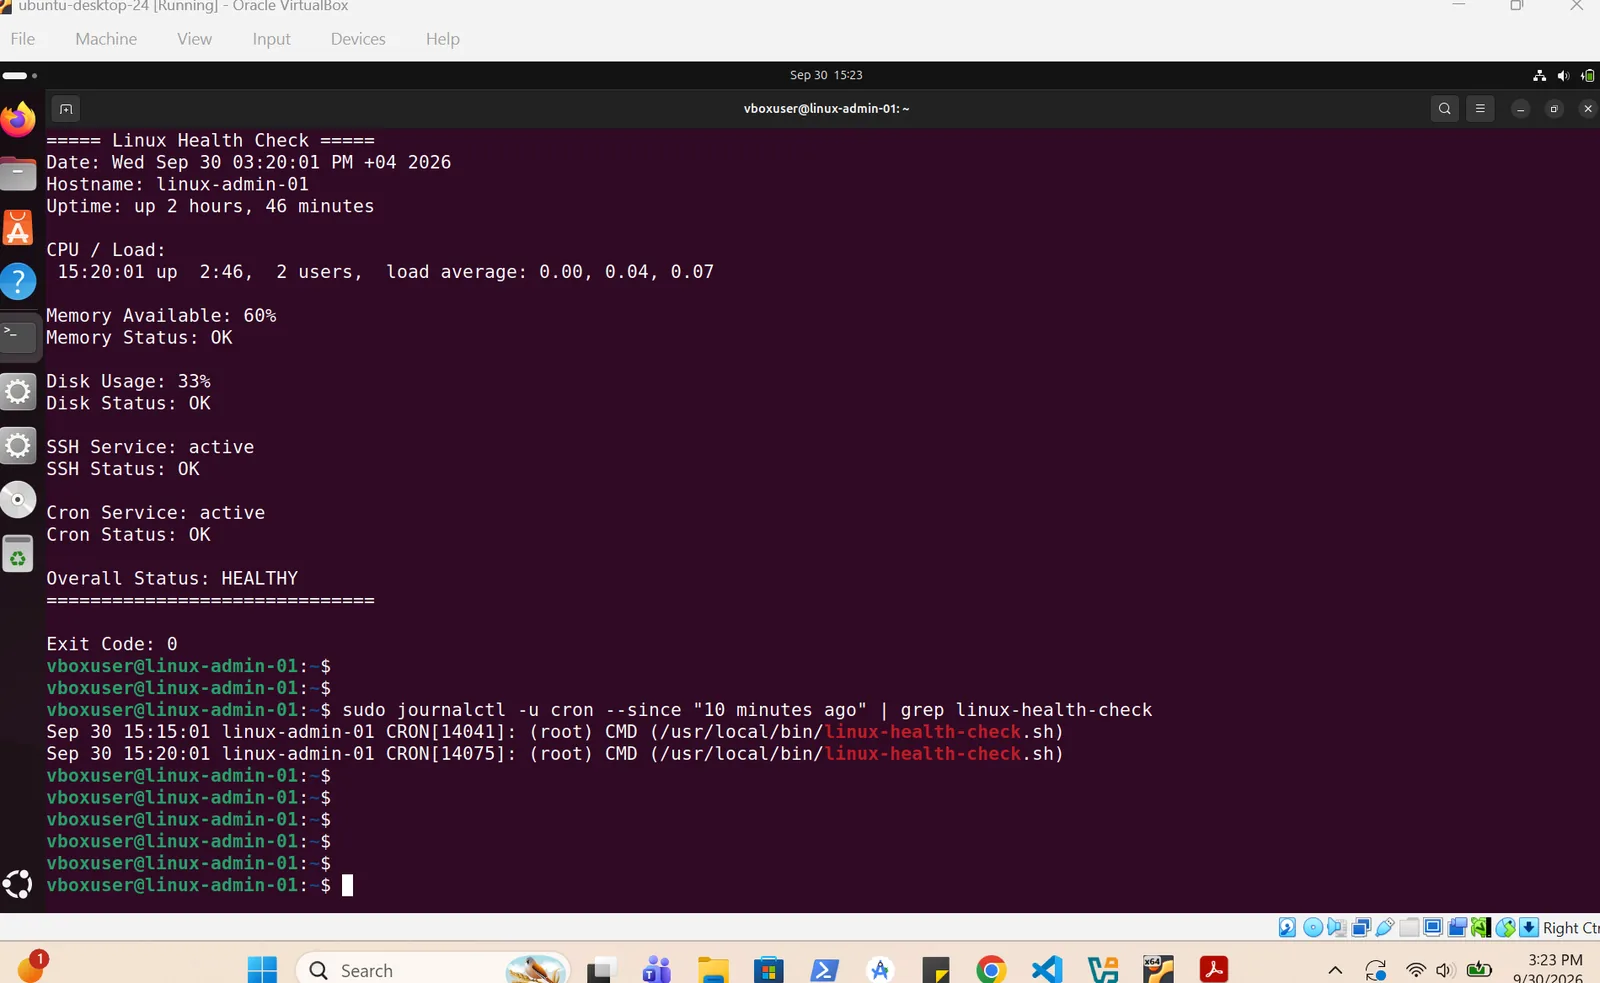 ubuntu-desktop-24 [Running] - Oracle VirtualBox
File Machine View Input Devices Help
Sep 30 15:23
vboxuser@linux-admin-01: ~
===== Linux Health Check =====
Date: Wed Sep 30 03:20:01 PM +04 2026
Hostname: linux-admin-01
Uptime: up 2 hours, 46 minutes
CPU / Load:
15:20:01 up  2:46,  2 users,  load average: 0.00, 0.04, 0.07
Memory Available: 60%
Memory Status: OK
Disk Usage: 33%
Disk Status: OK
SSH Service: active
SSH Status: OK
Cron Service: active
Cron Status: OK
Overall Status: HEALTHY
==============================
Exit Code: 0
vboxuser@linux-admin-01:~$
vboxuser@linux-admin-01:~$
vboxuser@linux-admin-01:~$ sudo journalctl -u cron --since "10 minutes ago" | grep linux-health-check
Sep 30 15:15:01 linux-admin-01 CRON[14041]: (root) CMD (/usr/local/bin/linux-health-check.sh)
Sep 30 15:20:01 linux-admin-01 CRON[14075]: (root) CMD (/usr/local/bin/linux-health-check.sh)
vboxuser@linux-admin-01:~$
vboxuser@linux-admin-01:~$
vboxuser@linux-admin-01:~$
vboxuser@linux-admin-01:~$
vboxuser@linux-admin-01:~$
vboxuser@linux-admin-01:~$
Right Ctr
1
Search
x64
3:23 PM
9/30/2026